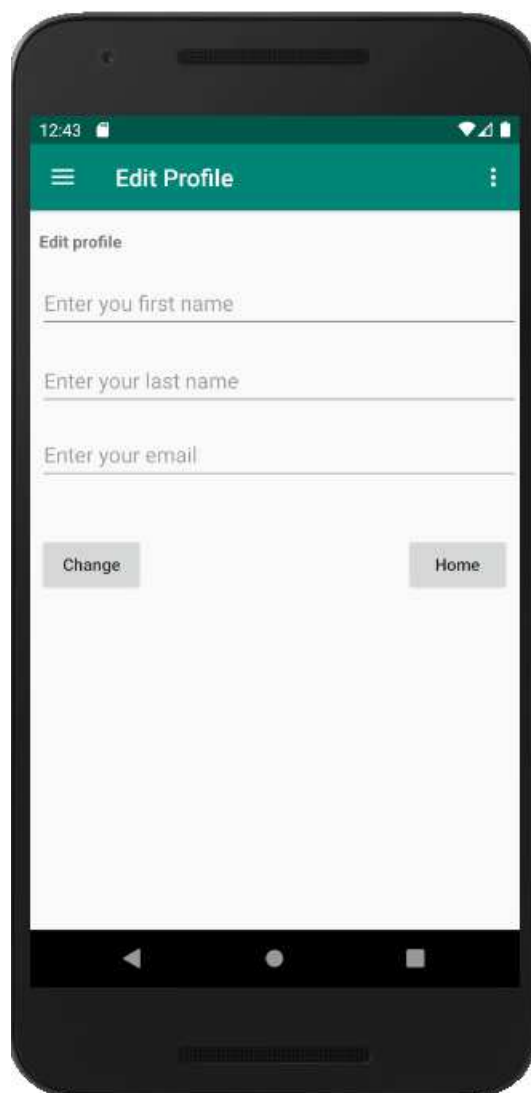 12:43
Edit Profile
Edit profile
Enter you first name
Enter your last name
Enter your email
Change Home